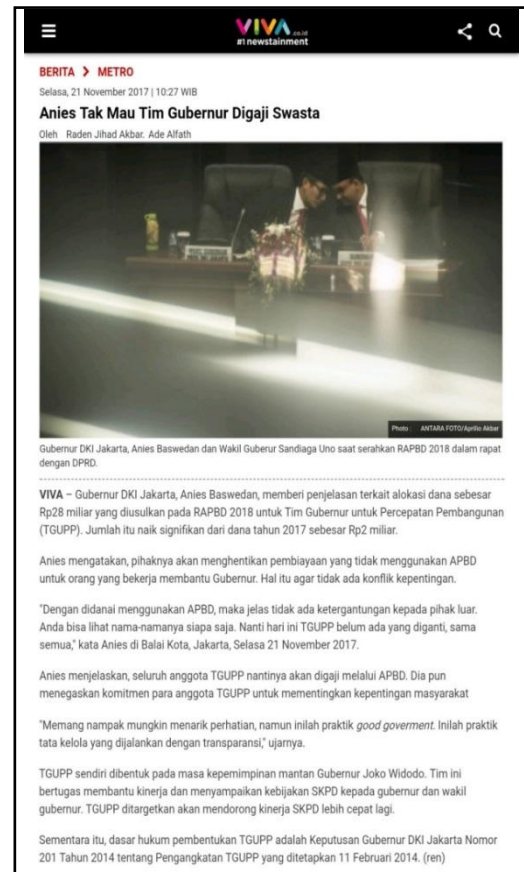 VIVA.co.id
#1 newstainment
BERITA > METRO
Selasa, 21 November 2017 | 10:27 WIB
Anies Tak Mau Tim Gubernur Digaji Swasta
Oleh Raden Jihad Akbar. Ade Alfath
WAKIL GUBERNUR
GUBERNUR
Photo : ANTARA FOTO/Aprilio Akbar
Gubernur DKI Jakarta, Anies Baswedan dan Wakil Guberur Sandiaga Uno saat serahkan RAPBD 2018 dalam rapat
dengan DPRD.
VIVA – Gubernur DKI Jakarta, Anies Baswedan, memberi penjelasan terkait alokasi dana sebesar
Rp28 miliar yang diusulkan pada RAPBD 2018 untuk Tim Gubernur untuk Percepatan Pembangunan
(TGUPP). Jumlah itu naik signifikan dari dana tahun 2017 sebesar Rp2 miliar.
Anies mengatakan, pihaknya akan menghentikan pembiayaan yang tidak menggunakan APBD
untuk orang yang bekerja membantu Gubernur. Hal itu agar tidak ada konflik kepentingan.
"Dengan didanai menggunakan APBD, maka jelas tidak ada ketergantungan kepada pihak luar.
Anda bisa lihat nama-namanya siapa saja. Nanti hari ini TGUPP belum ada yang diganti, sama
semua," kata Anies di Balai Kota, Jakarta, Selasa 21 November 2017.
Anies menjelaskan, seluruh anggota TGUPP nantinya akan digaji melalui APBD. Dia pun
menegaskan komitmen para anggota TGUPP untuk mementingkan kepentingan masyarakat
"Memang nampak mungkin menarik perhatian, namun inilah praktik good goverment. Inilah praktik
tata kelola yang dijalankan dengan transparansi," ujarnya.
TGUPP sendiri dibentuk pada masa kepemimpinan mantan Gubernur Joko Widodo. Tim ini
bertugas membantu kinerja dan menyampaikan kebijakan SKPD kepada gubernur dan wakil
gubernur. TGUPP ditargetkan akan mendorong kinerja SKPD lebih cepat lagi.
Sementara itu, dasar hukum pembentukan TGUPP adalah Keputusan Gubernur DKI Jakarta Nomor
201 Tahun 2014 tentang Pengangkatan TGUPP yang ditetapkan 11 Februari 2014. (ren)